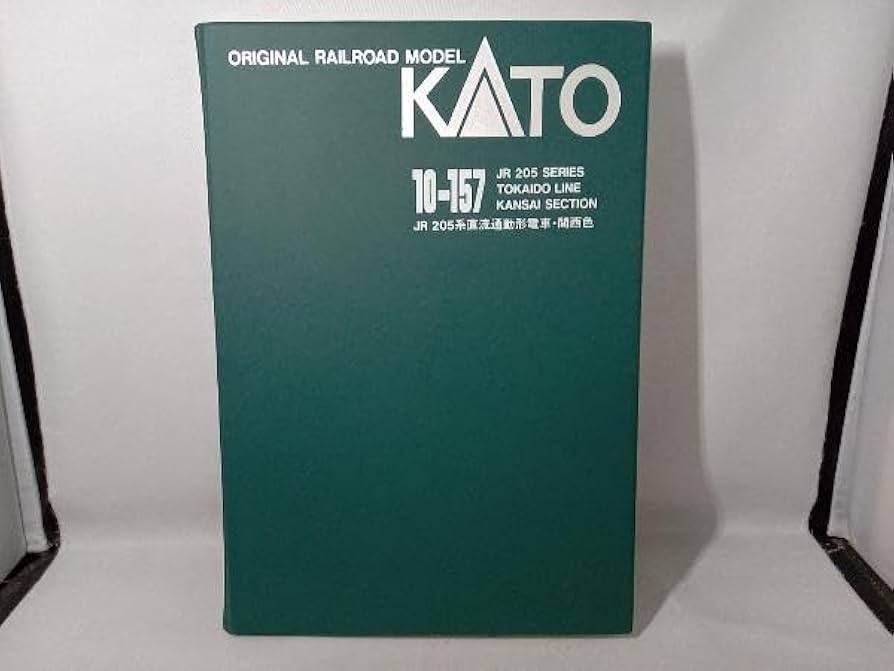 ORIGINAL RAILROAD MODEL
KATO
10-157
JR 205 SERIES
TOKAIDO LINE
KANSAI SECTION
JR 205系直流通勤形電車・関西色